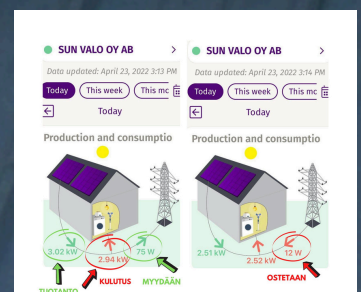 SUN VALO OY AB >
Data updated: April 23, 2022 3:13 PM
Today This week This mo
Today
Production and consumptio
3.02 kW
2.94 kW
75 W
TUOTANTO
KULUTUS
MYYDÄÄN
SUN VALO OY AB >
Data updated: April 23, 2022 3:14 PM
Today This week This mc
Today
Production and consumptio
2.51 kW
2.52 kW
12 W
OSTETAAN